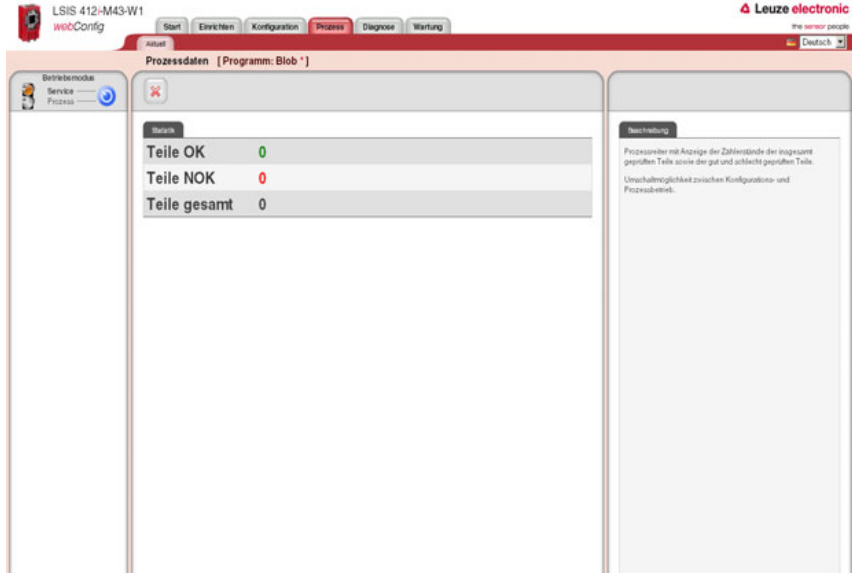 LSIS 412i-M43-W1
webConfig
Leuze electronic
the sensor people
Start Einrichten Konfiguration Prozess Diagnose Wartung
Aktuell
Deutsch
Prozessdaten [Programm: Blob *]
Betriebsmodus
Service
Prozess
Statistik
Teile OK 0
Teile NOK 0
Teile gesamt 0
Beschreibung
Prozessreiter mit Anzeige der Zählerstände der insgesamt
geprüften Teile sowie der gut und schlecht geprüften Teile.
Umschaltmöglichkeit zwischen Konfigurations- und
Prozessbetrieb.